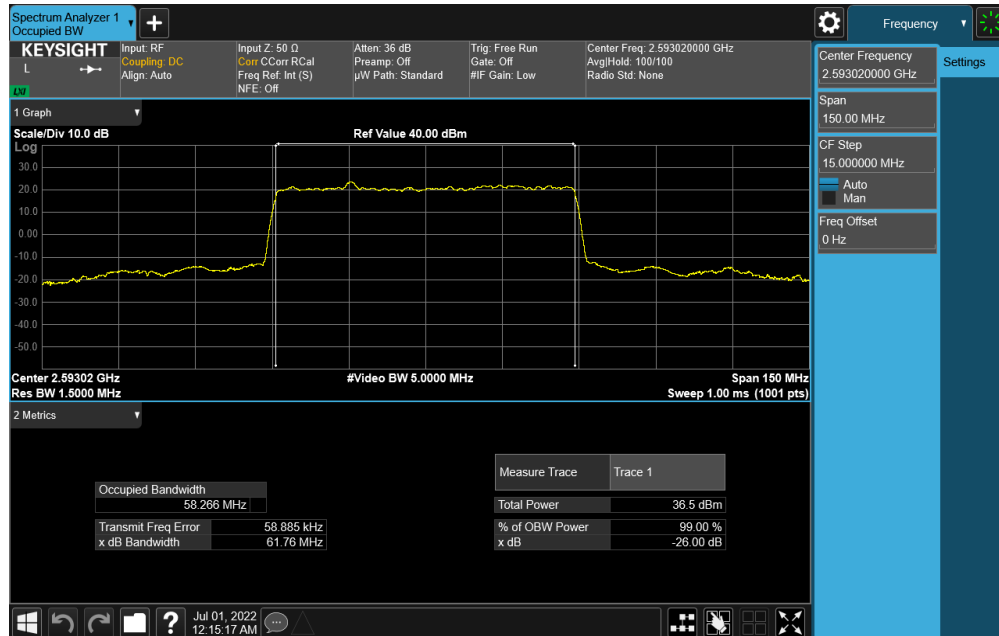 Spectrum Analyzer 1
Occupied BW
Frequency
KEYSIGHT
L
LXI
Input: RF
Coupling: DC
Align: Auto
Input Z: 50 Ω
Corr CCorr RCal
Freq Ref: Int (S)
NFE: Off
Atten: 36 dB
Preamp: Off
µW Path: Standard
Trig: Free Run
Gate: Off
#IF Gain: Low
Center Freq: 2.593020000 GHz
Avg|Hold: 100/100
Radio Std: None
Center Frequency
2.593020000 GHz
Settings
Span
150.00 MHz
CF Step
15.000000 MHz
Auto
Man
Freq Offset
0 Hz
1 Graph
Scale/Div 10.0 dB
Ref Value 40.00 dBm
Log
30.0
20.0
10.0
0.00
-10.0
-20.0
-30.0
-40.0
-50.0
Center 2.59302 GHz
#Video BW 5.0000 MHz
Span 150 MHz
Res BW 1.5000 MHz
Sweep 1.00 ms (1001 pts)
2 Metrics
Measure Trace Trace 1
Occupied Bandwidth
58.266 MHz
Total Power 36.5 dBm
Transmit Freq Error 58.885 kHz
% of OBW Power 99.00 %
x dB Bandwidth 61.76 MHz
x dB -26.00 dB
?
Jul 01, 2022
12:15:17 AM